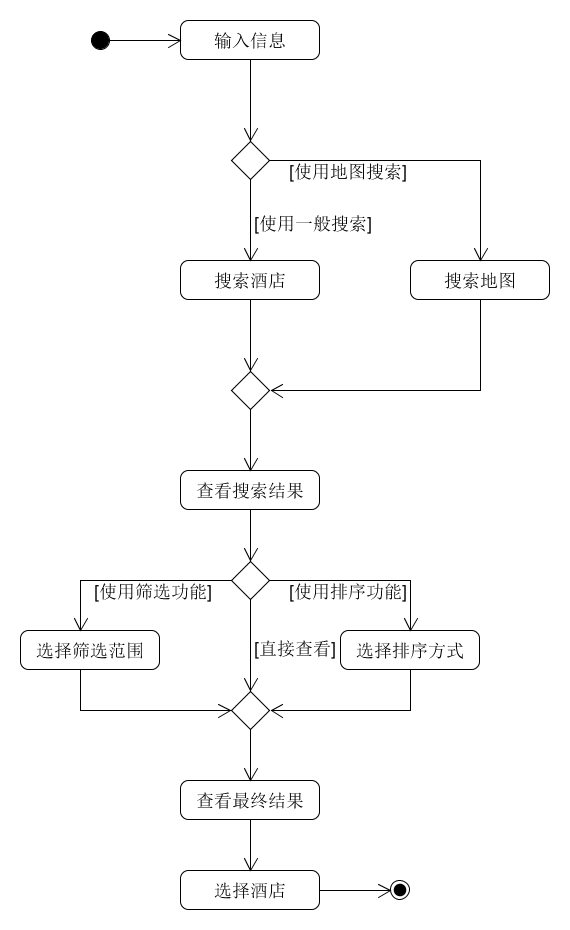 输入信息
[使用地图搜索]
[使用一般搜索]
搜索酒店
搜索地图
查看搜索结果
[使用筛选功能]
[使用排序功能]
选择筛选范围
[直接查看]
选择排序方式
查看最终结果
选择酒店